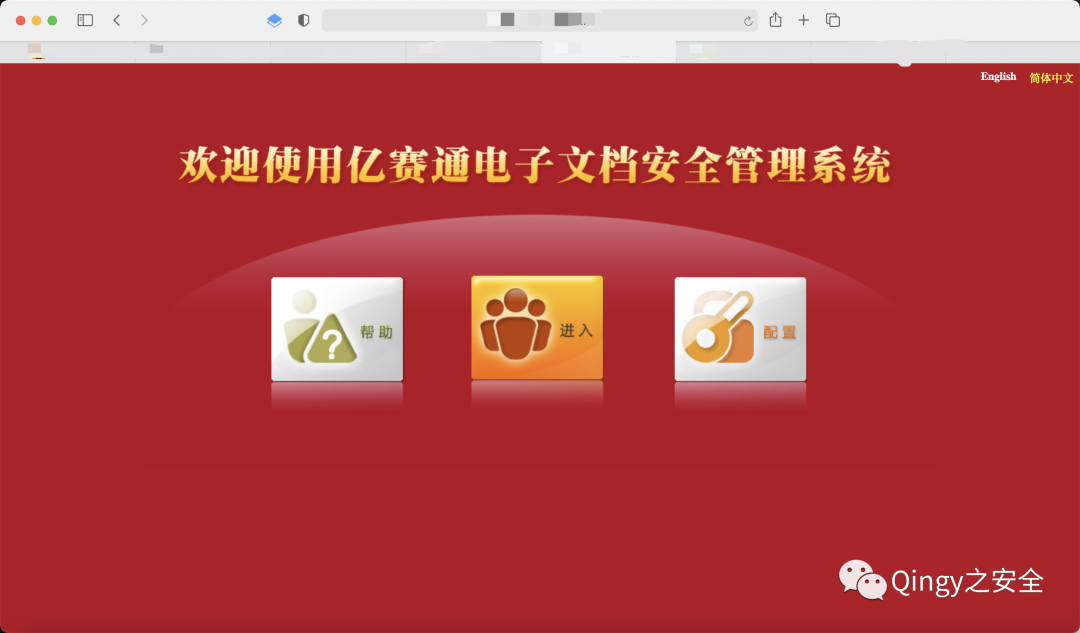 English 简体中文
欢迎使用亿赛通电子文档安全管理系统
帮助
进入
配置
Qingy之安全